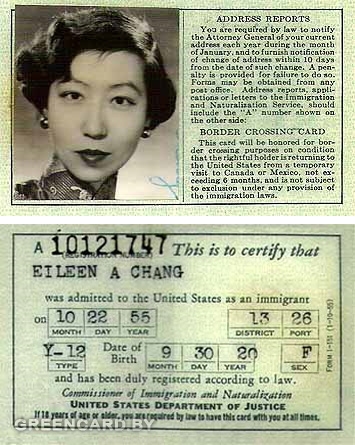 ADDRESS REPORTS
You are required by law to notify
the Attorney General of your current
address each year during the month
of January, and to furnish notification
of change of address within 10 days
from the date of such change. A pen-
alty is provided for failure to do so.
Forms may be obtained from any
post office. Address reports, appli-
cations or letters to the Immigration
and Naturalization Service, should
include the "A" number shown on
the other side.
BORDER CROSSING CARD
This card will be honored for bor-
der crossing purposes on condition
that the rightful holder is returning to
the United States from a temporary
visit to Canada or Mexico, not ex-
ceeding 6 months, and is not subject
to exclusion under any provision of
the immigration laws.
A 10121747 This is to certify that
(REGISTRATION NUMBER)
EILEEN A CHANG
was admitted to the United States as an immigrant
on 10 22 55 13 26
MONTH DAY YEAR DISTRICT PORT
Y-12 Date of Birth 9 30 20 F
TYPE MONTH DAY YEAR SEX
and has been duly registered according to law.
Commissioner of Immigration and Naturalization
UNITED STATES DEPARTMENT OF JUSTICE
If 18 years of age or older, you are required by law to have this card with you at all times.
FORM I-151 (1-10-55)
GREENCARD.BY